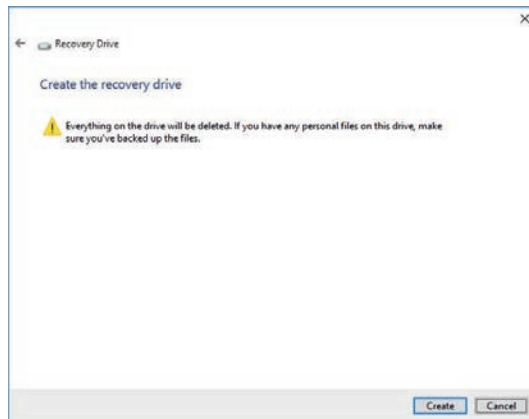 Recovery Drive
Create the recovery drive
Everything on the drive will be deleted. If you have any personal files on this drive, make
sure you've backed up the files.
Create Cancel